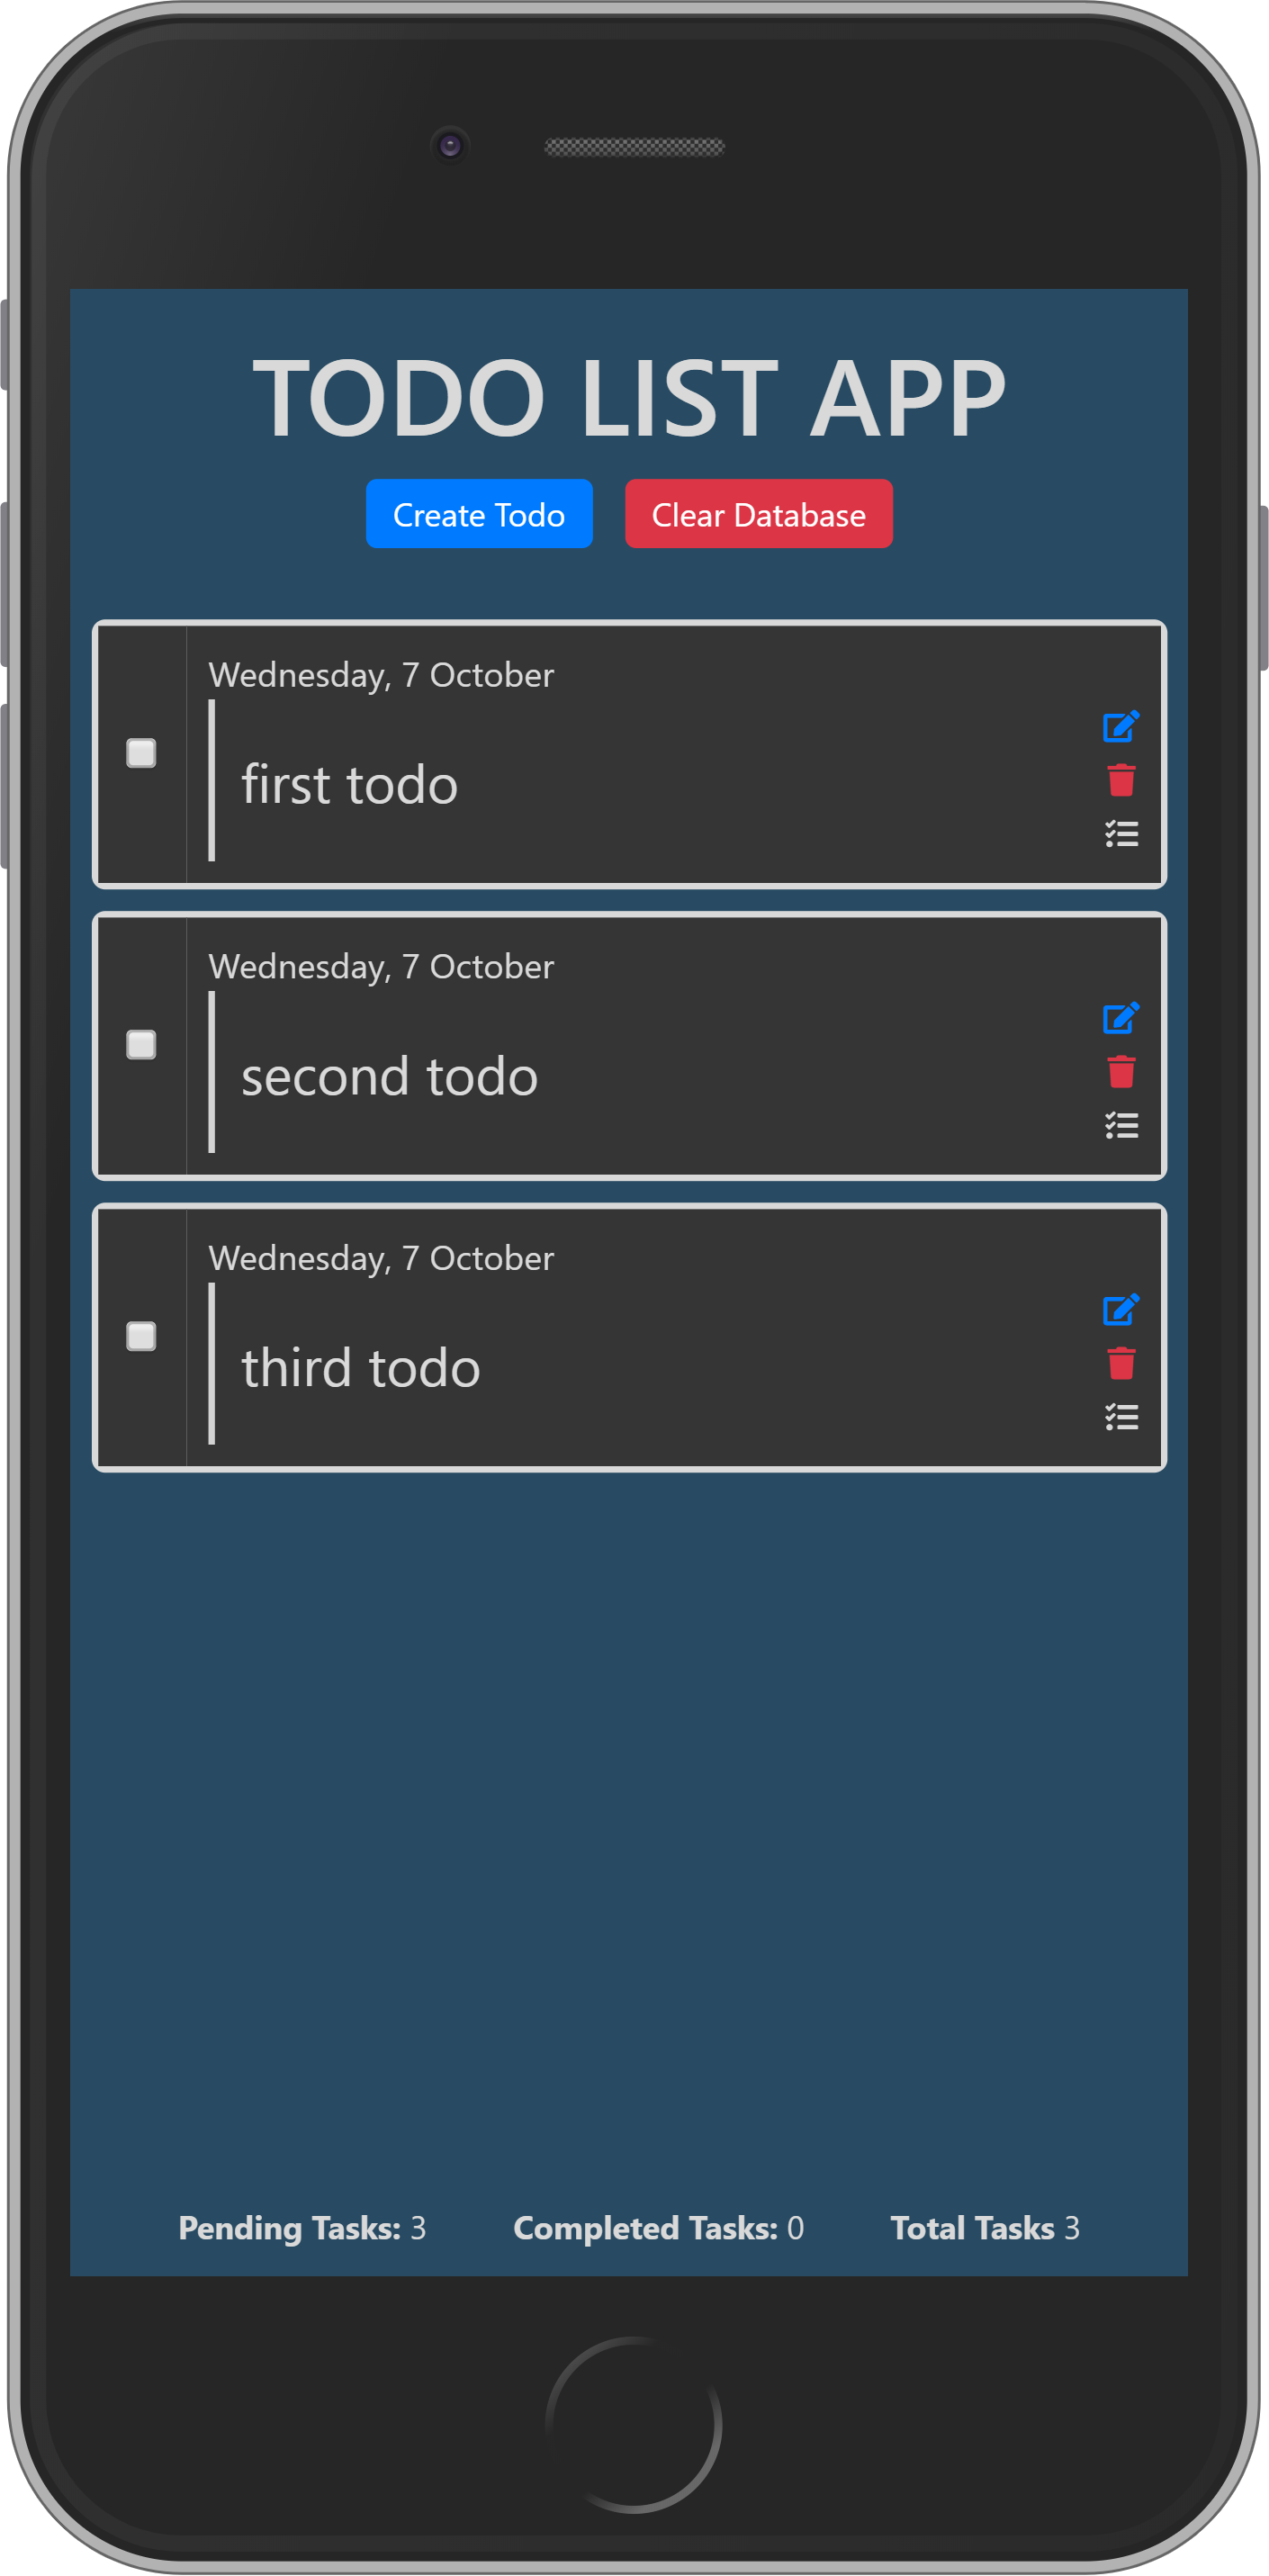 TODO LIST APP
Create Todo Clear Database
Wednesday, 7 October
first todo
Wednesday, 7 October
second todo
Wednesday, 7 October
third todo
Pending Tasks: 3 Completed Tasks: 0 Total Tasks 3